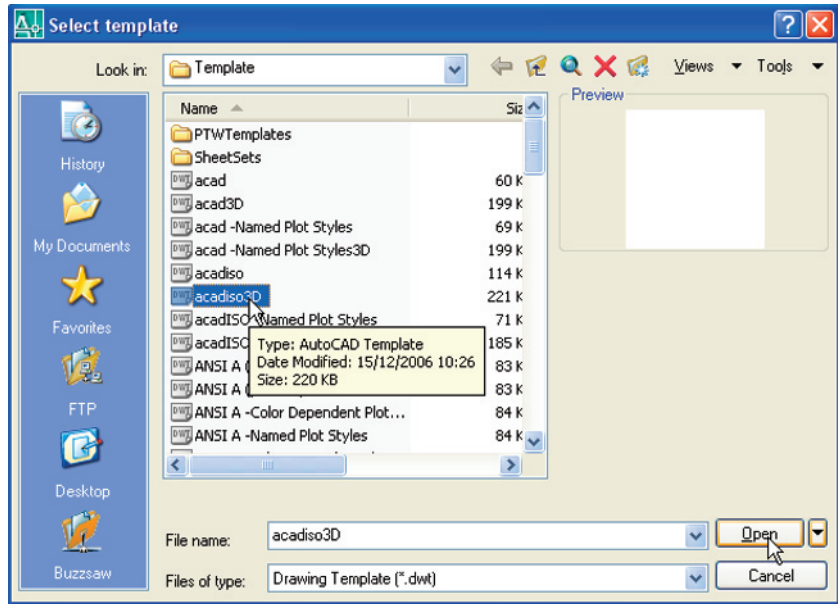 Select template
Look in: Template Views Tools
Name Siz Preview
PTWTemplates
SheetSets
acad 60 K
acad3D 199 K
acad -Named Plot Styles 69 K
acad -Named Plot Styles3D 199 K
acadiso 114 K
acadiso3D 221 K
acadISO -Named Plot Styles 71 K
acadISO 185 K
Type: AutoCAD Template
Date Modified: 15/12/2006 10:26
Size: 220 KB
ANSI A 83 K
ANSI A 83 K
ANSI A -Color Dependent Plot... 84 K
ANSI A -Named Plot Styles 84 K
History
My Documents
Favorites
FTP
Desktop
Buzzsaw
File name: acadiso3D Open
Files of type: Drawing Template (*.dwt) Cancel